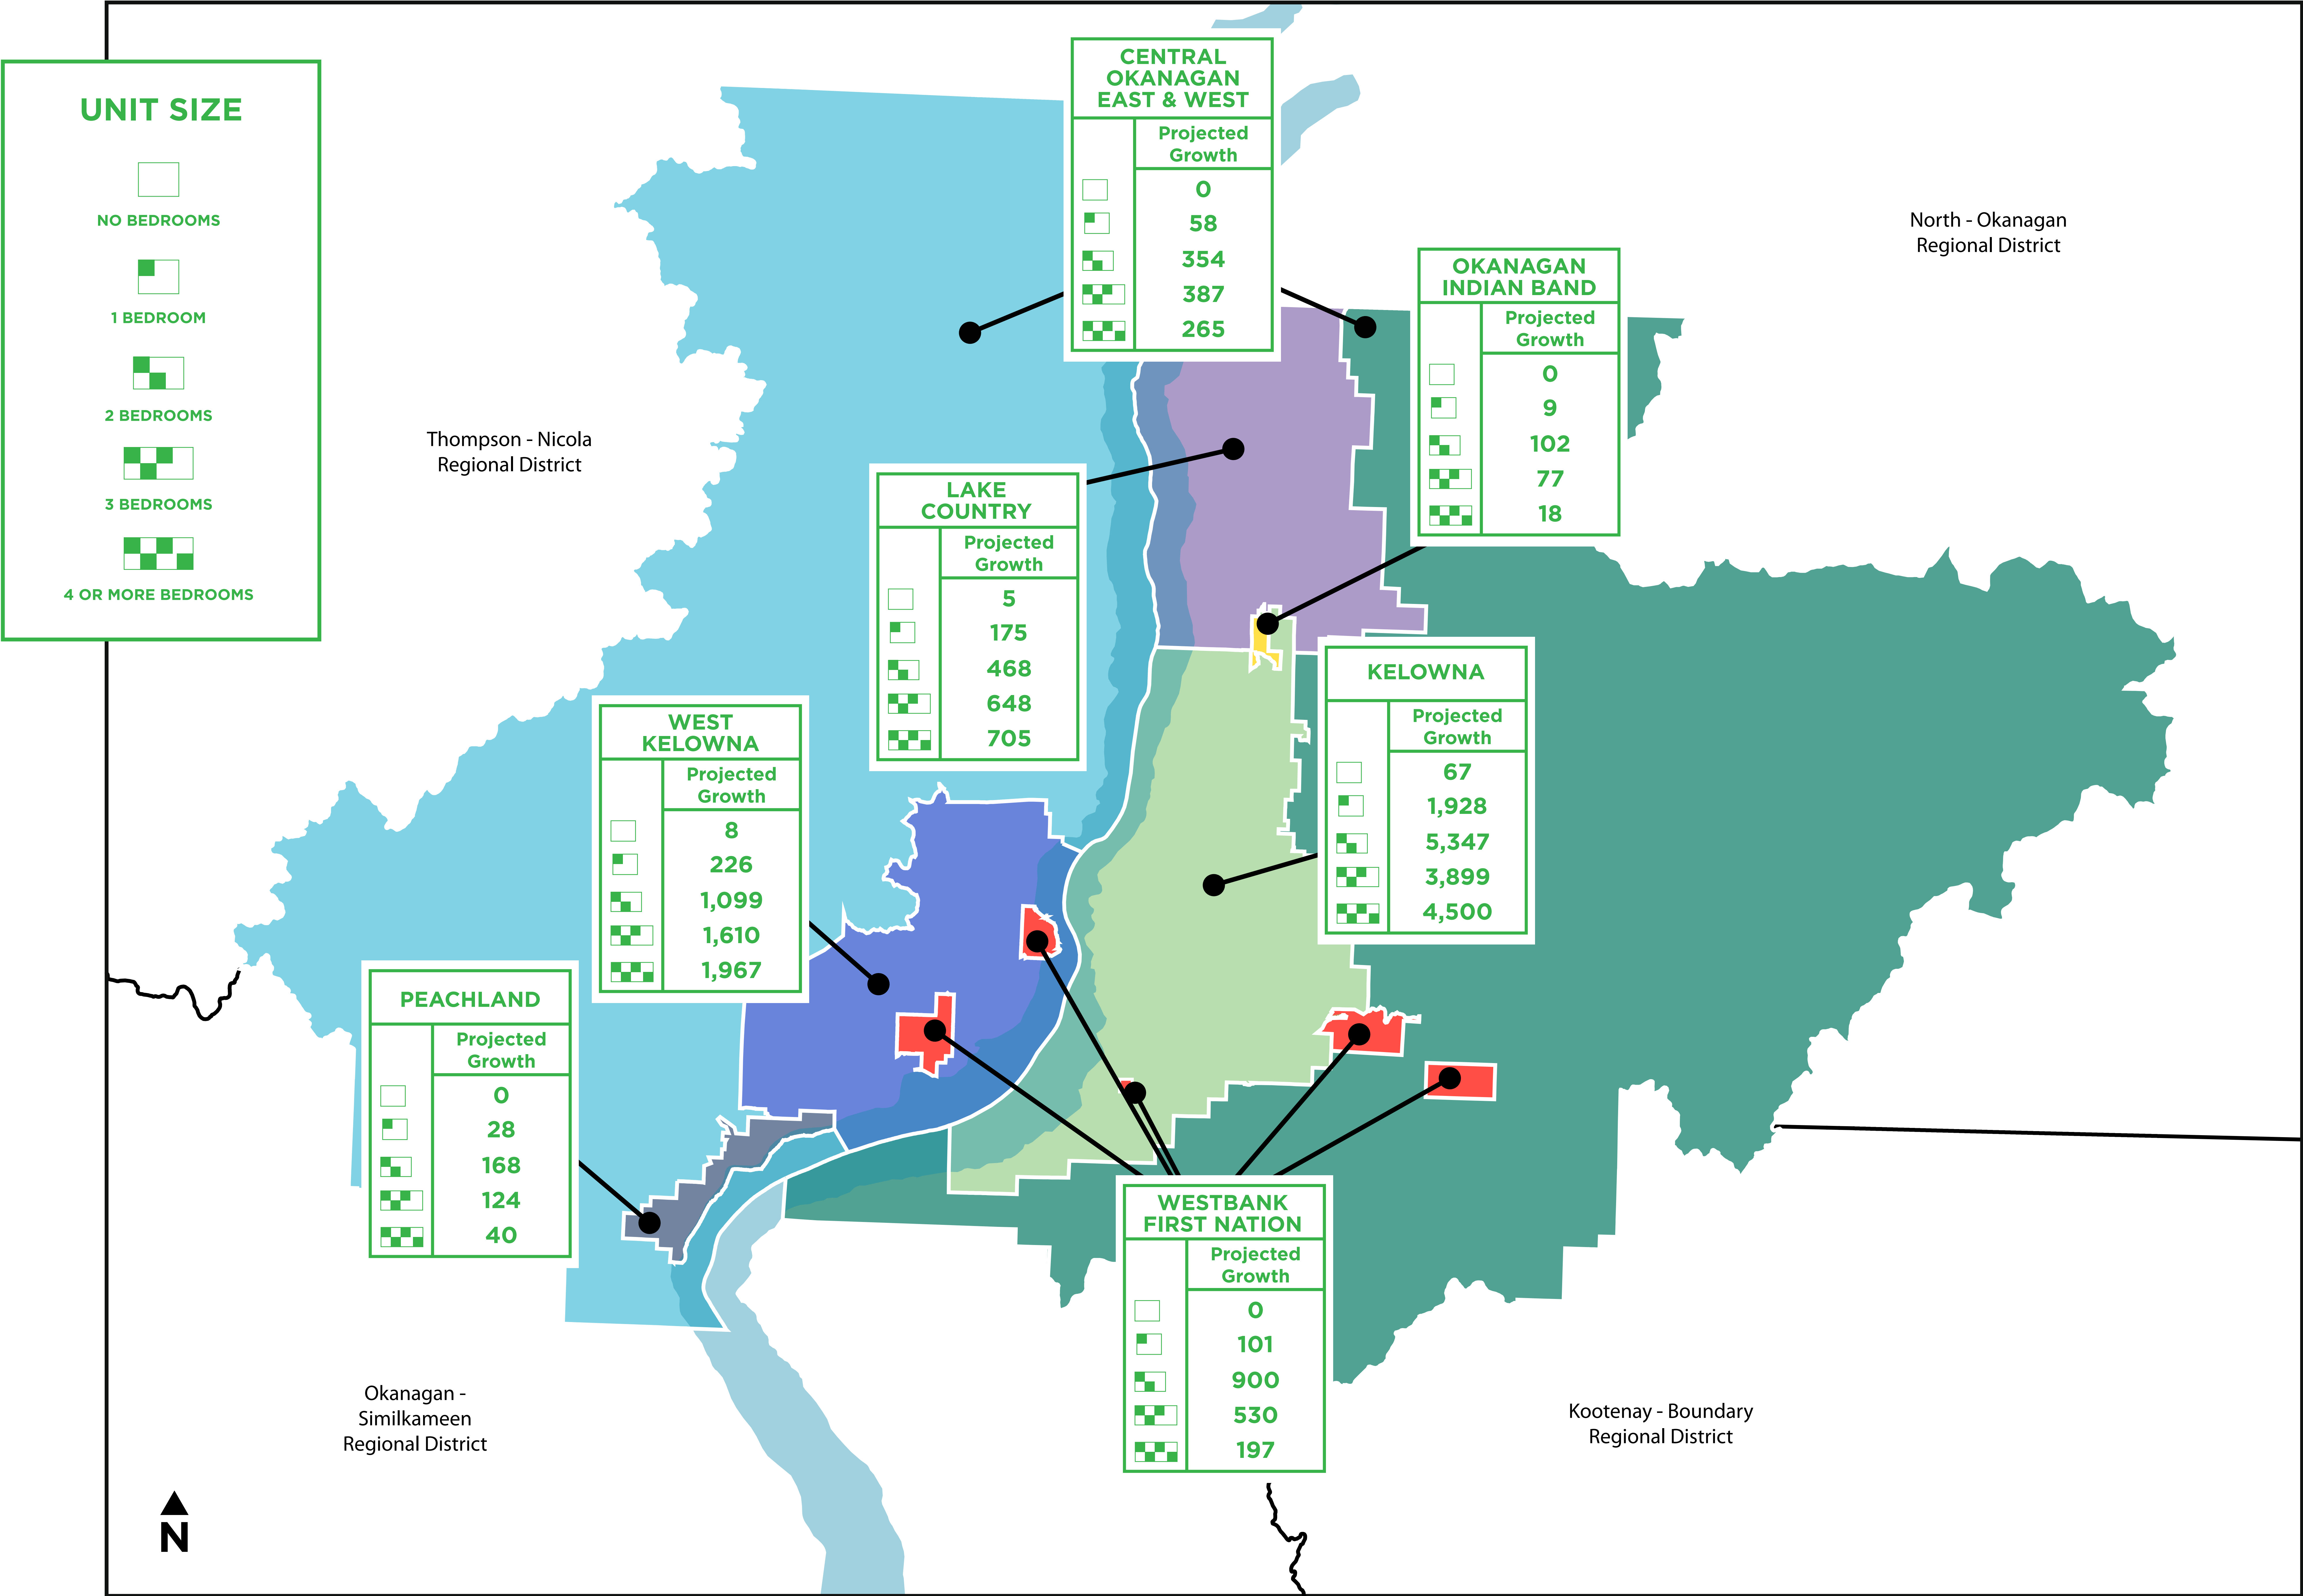 UNIT SIZE
NO BEDROOMS
1 BEDROOM
2 BEDROOMS
3 BEDROOMS
4 OR MORE BEDROOMS
CENTRAL
OKANAGAN
EAST & WEST
Projected
Growth
0
58
354
387
265
North - Okanagan
Regional District
OKANAGAN
INDIAN BAND
Projected
Growth
0
9
102
77
18
Thompson - Nicola
Regional District
LAKE
COUNTRY
Projected
Growth
5
175
468
648
705
KELOWNA
Projected
Growth
67
1,928
5,347
3,899
4,500
WEST
KELOWNA
Projected
Growth
8
226
1,099
1,610
1,967
PEACHLAND
Projected
Growth
0
28
168
124
40
WESTBANK
FIRST NATION
Projected
Growth
0
101
900
530
197
Okanagan -
Similkameen
Regional District
Kootenay - Boundary
Regional District
N